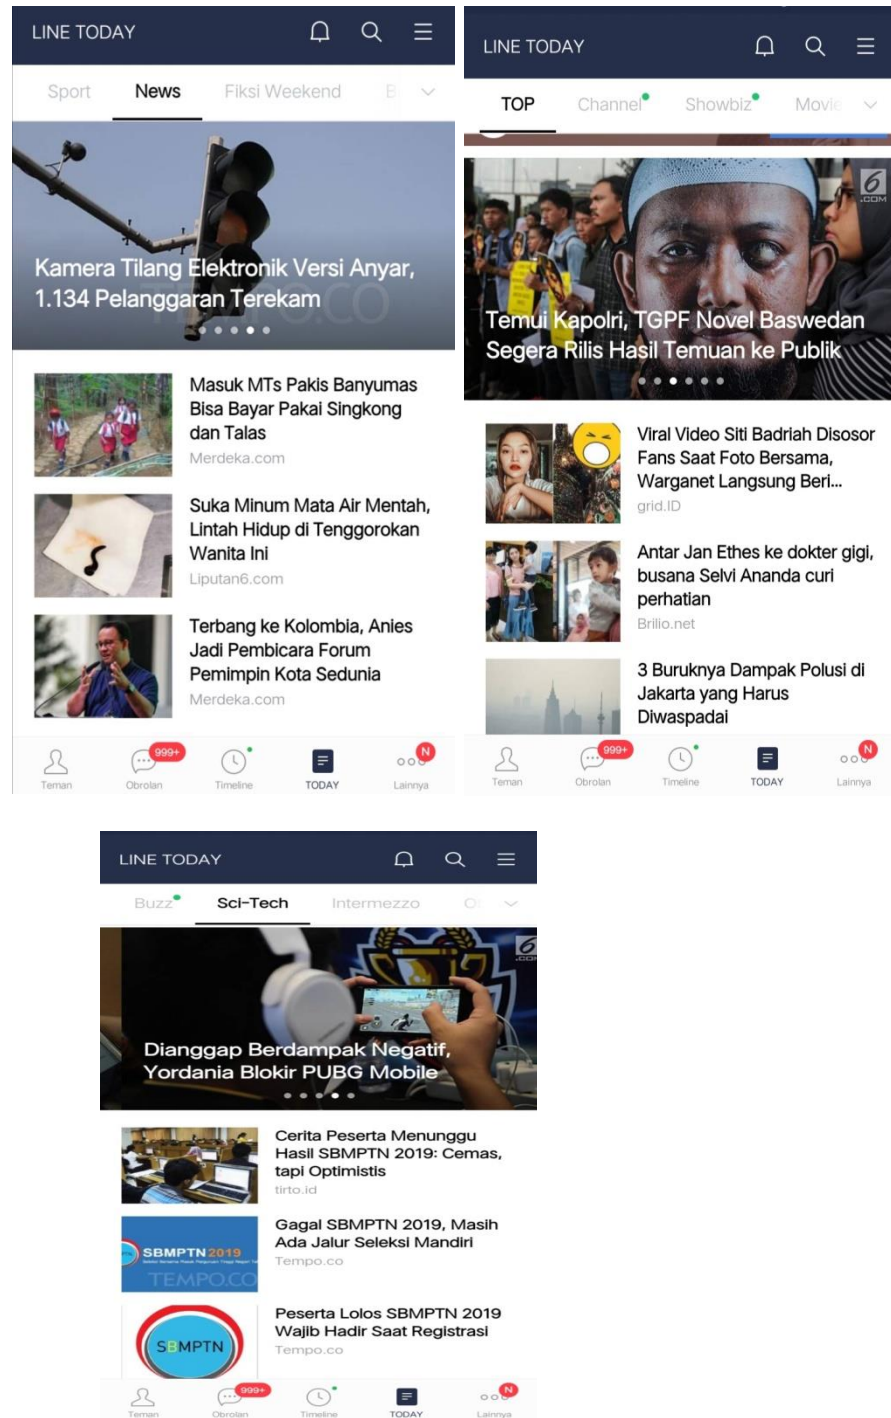 LINE TODAY
Sport News Fiksi Weekend B
Kamera Tilang Elektronik Versi Anyar,
1.134 Pelanggaran Terekam
TEMPO.CO
Masuk MTs Pakis Banyumas
Bisa Bayar Pakai Singkong
dan Talas
Merdeka.com
Suka Minum Mata Air Mentah,
Lintah Hidup di Tenggorokan
Wanita Ini
Liputan6.com
Terbang ke Kolombia, Anies
Jadi Pembicara Forum
Pemimpin Kota Sedunia
Merdeka.com
999+ N
Teman Obrolan Timeline TODAY Lainnya
LINE TODAY
TOP Channel Showbiz Movie
6
.COM
Temui Kapolri, TGPF Novel Baswedan
Segera Rilis Hasil Temuan ke Publik
Viral Video Siti Badriah Disosor
Fans Saat Foto Bersama,
Warganet Langsung Beri...
grid.ID
Antar Jan Ethes ke dokter gigi,
busana Selvi Ananda curi
perhatian
Brilio.net
3 Buruknya Dampak Polusi di
Jakarta yang Harus
Diwaspadai
999+ N
Teman Obrolan Timeline TODAY Lainnya
LINE TODAY
Buzz Sci-Tech Intermezzo
6
.COM
Dianggap Berdampak Negatif,
Yordania Blokir PUBG Mobile
Cerita Peserta Menunggu
Hasil SBMPTN 2019: Cemas,
tapi Optimistis
tirto.id
SBMPTN 2019
TEMPO.CO
Gagal SBMPTN 2019, Masih
Ada Jalur Seleksi Mandiri
Tempo.co
SBMPTN
Peserta Lolos SBMPTN 2019
Wajib Hadir Saat Registrasi
Tempo.co
999+ N
Teman Obrolan Timeline TODAY Lainnya